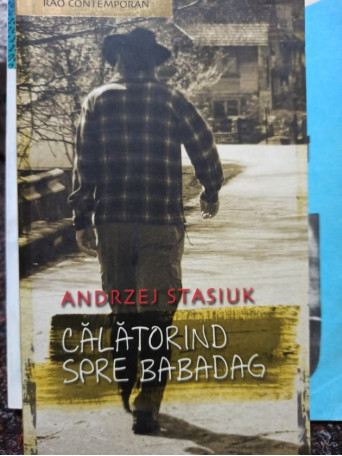 RAO CONTEMPORAN
ANDRZEJ STASIUK
CĂLĂTORIND
SPRE BABADAG